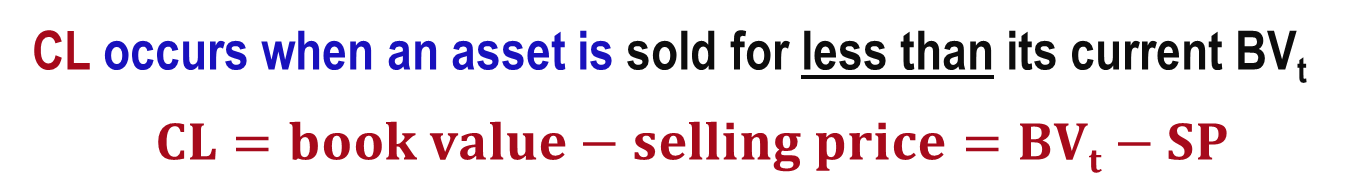 CL occurs when an asset is sold for less than its current BVₜ
CL = book value − selling price = BVₜ − SP